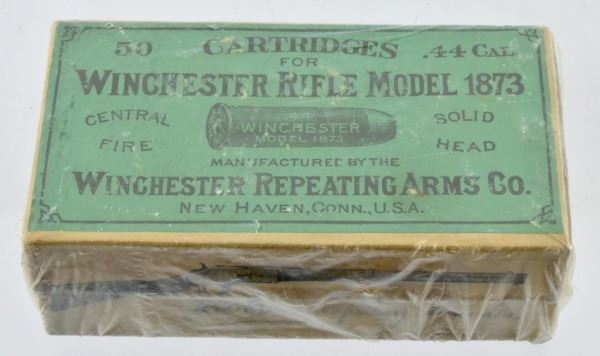 50 CARTRIDGES .44 CAL.
FOR
WINCHESTER RIFLE MODEL 1873
CENTRAL FIRE
44
WINCHESTER
MODEL 1873
SOLID HEAD
MANUFACTURED BY THE
WINCHESTER REPEATING ARMS CO.
NEW HAVEN, CONN., U.S.A.